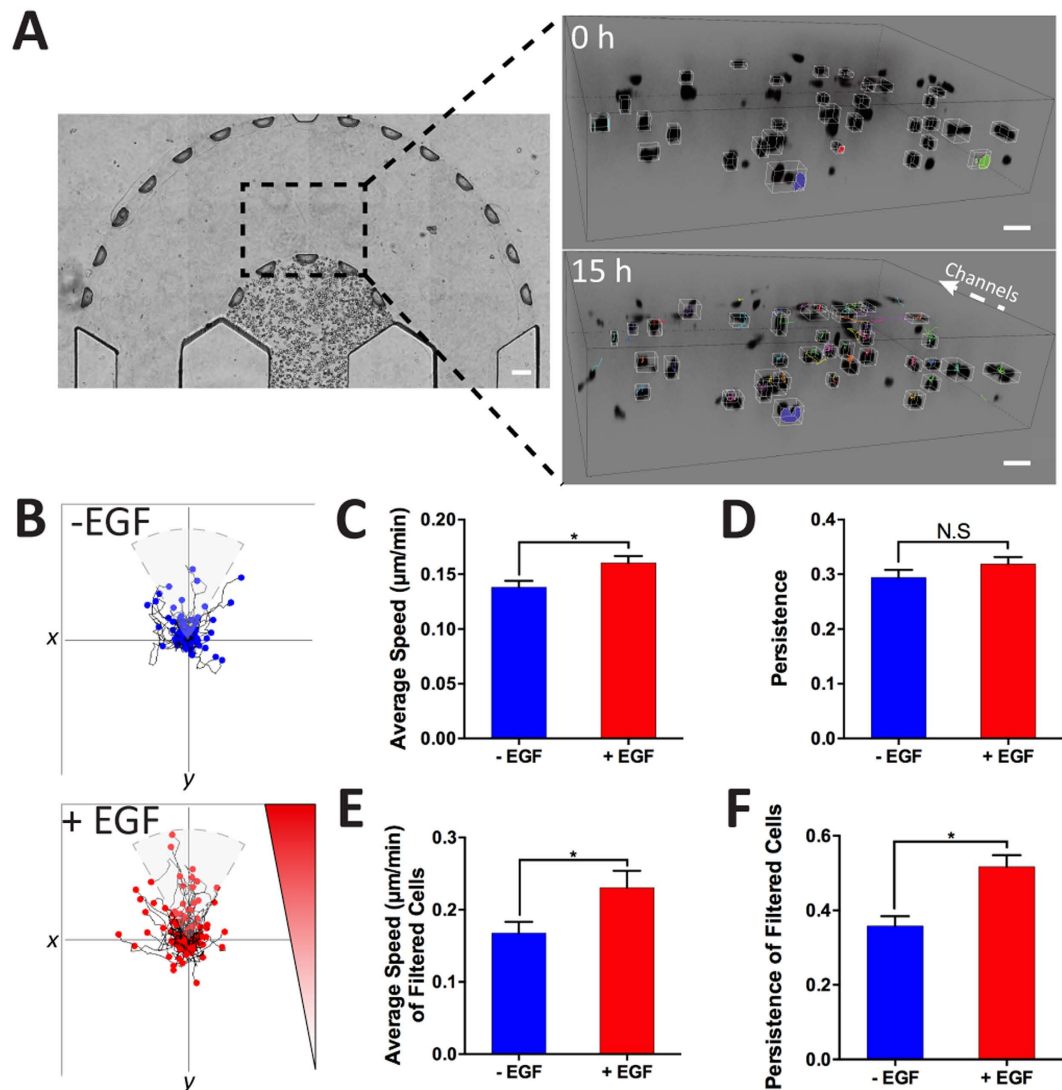 A
0 h
15 h
Channels
B
-EGF
x
y
+ EGF
x
y
C
Average Speed (µm/min)
0.20
0.15
0.10
0.05
0.00
*
- EGF
+ EGF
D
Persistence
0.4
0.3
0.2
0.1
0.0
N.S
- EGF
+ EGF
E
Average Speed (µm/min)
of Filtered Cells
0.3
0.2
0.1
0.0
*
- EGF
+ EGF
F
Persistence of Filtered Cells
0.6
0.4
0.2
0.0
*
- EGF
+ EGF